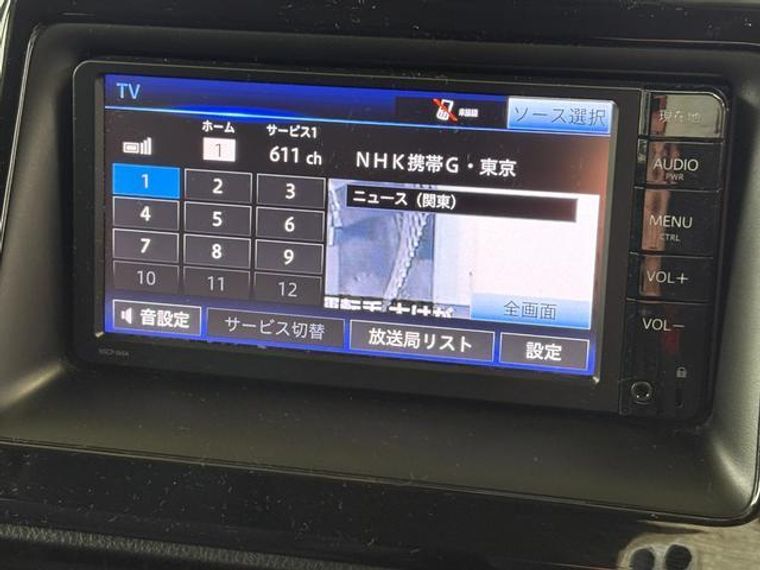 TV
ソース選択
ホーム
サービス1
1
611 ch
NHK携帯G・東京
ニュース（関東）
1 2 3
4 5 6
7 8 9
10 11 12
全画面
音設定
サービス切替
放送局リスト
設定
現在地
AUDIO
PWR
MENU
CTRL
VOL+
VOL−